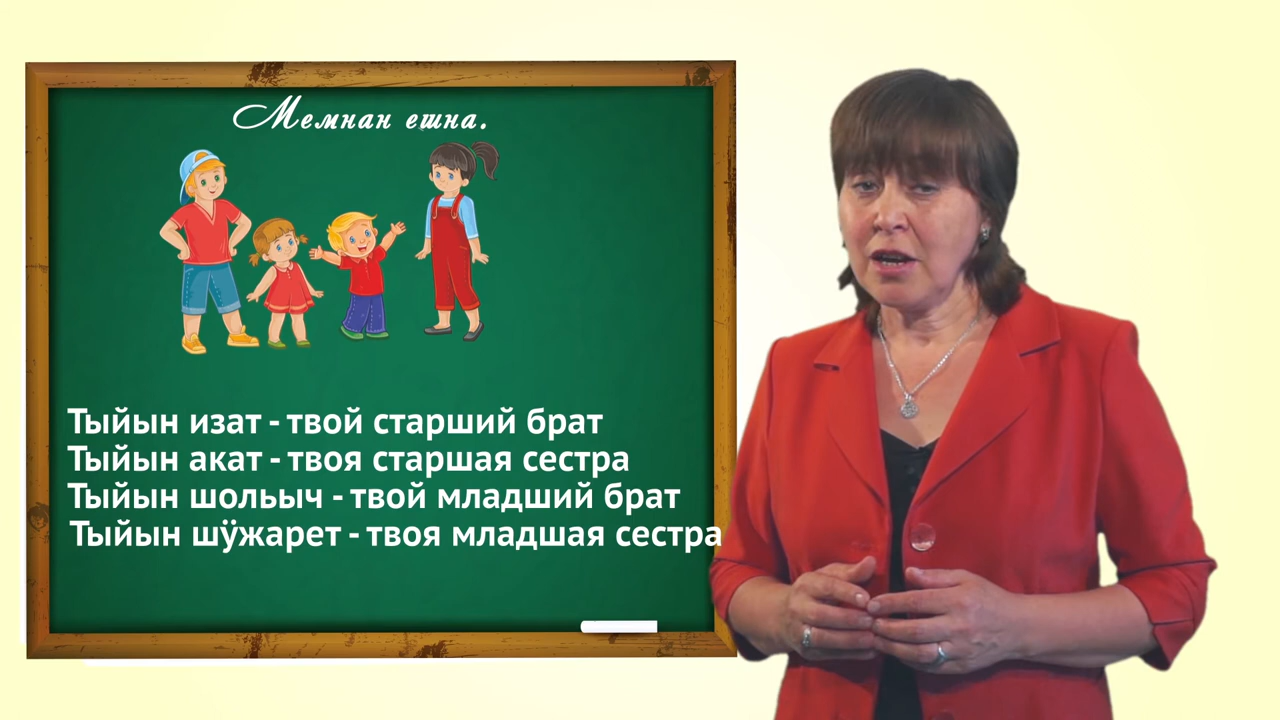 Мемнан ешна.
Тыйын изат - твой старший брат
Тыйын акат - твоя старшая сестра
Тыйын шольыч - твой младший брат
Тыйын шӱжарет - твоя младшая сестра